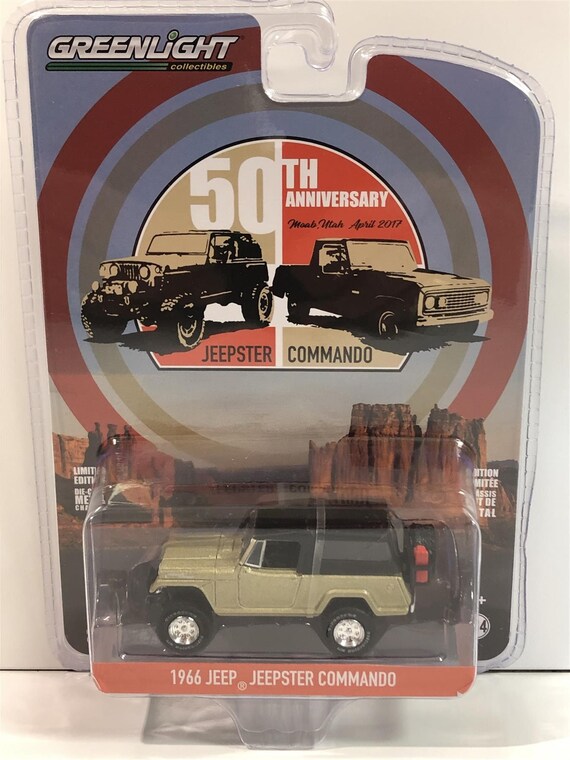 GREENLIGHT
collectibles
50TH
ANNIVERSARY
Moab, Utah April 2017
JEEPSTER COMMANDO
1966 JEEP® JEEPSTER COMMANDO